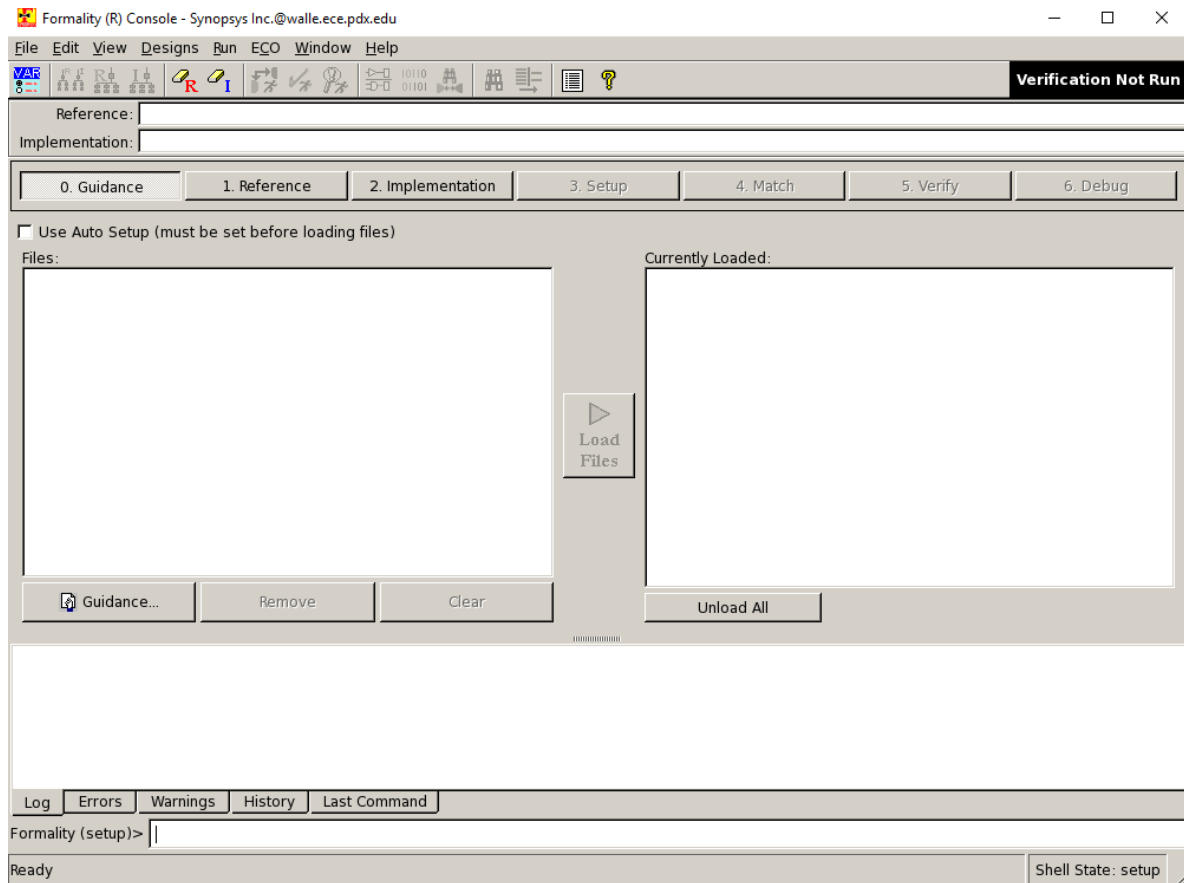 Formality (R) Console - Synopsys Inc.@walle.ece.pdx.edu
File Edit View Designs Run ECO Window Help
VAR R I R I R I 10110 01101 ? Verification Not Run
Reference:
Implementation:
0. Guidance 1. Reference 2. Implementation 3. Setup 4. Match 5. Verify 6. Debug
Use Auto Setup (must be set before loading files)
Files: Currently Loaded:
Load
Files
Guidance... Remove Clear Unload All
Log Errors Warnings History Last Command
Formality (setup)>
Ready Shell State: setup